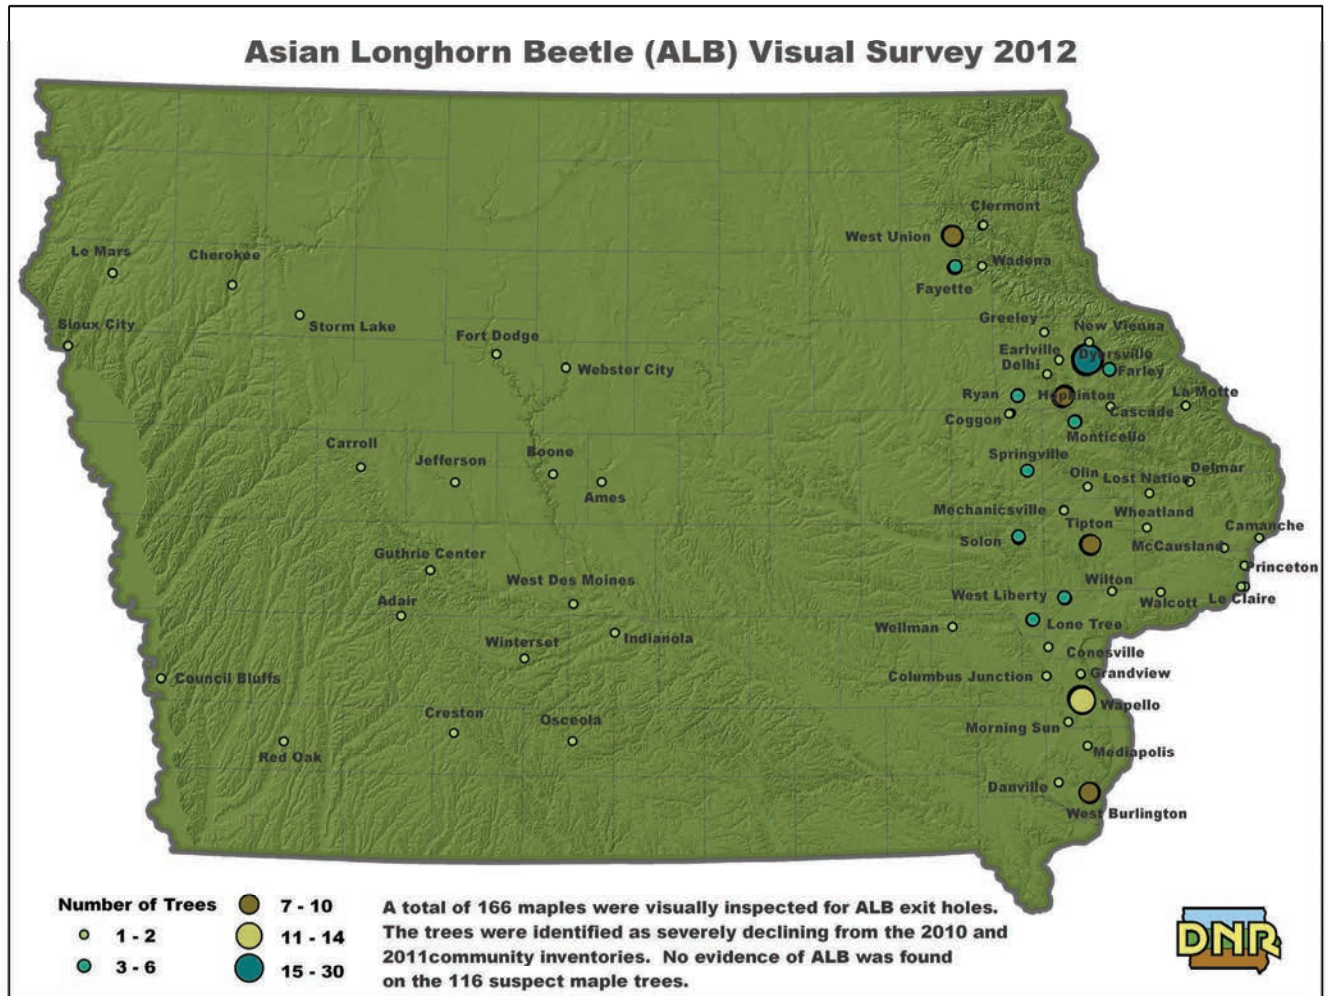 Asian Longhorn Beetle (ALB) Visual Survey 2012
Clermont
West Union
Wadena
Fayette
Le Mars
Cherokee
Storm Lake
Sioux City
Fort Dodge
Webster City
Greeley
New Vienna
Earlville
Dyersville
Delhi
Farley
Ryan
Hopkinton
La Motte
Coggon
Cascade
Monticello
Carroll
Jefferson
Boone
Ames
Springville
Olin
Lost Nation
Delmar
Mechanicsville
Wheatland
Tipton
Camanche
Solon
McCausland
Princeton
Guthrie Center
West Des Moines
Adair
Wilton
West Liberty
Walcott
Le Claire
Winterset
Indianola
Wellman
Lone Tree
Conesville
Council Bluffs
Columbus Junction
Grandview
Wapello
Creston
Osceola
Morning Sun
Red Oak
Mediapolis
Danville
West Burlington
Number of Trees
1 - 2
3 - 6
7 - 10
11 - 14
15 - 30
A total of 166 maples were visually inspected for ALB exit holes.
The trees were identified as severely declining from the 2010 and
2011community inventories.  No evidence of ALB was found
on the 116 suspect maple trees.
DNR